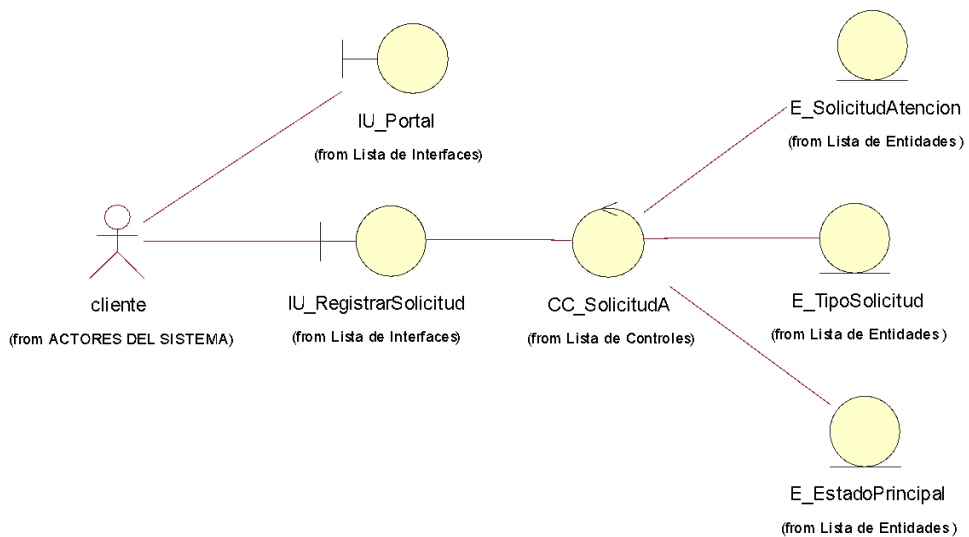 E_SolicitudAtencion
(from Lista de Entidades)
IU_Portal
(from Lista de Interfaces)
cliente
(from ACTORES DEL SISTEMA)
IU_RegistrarSolicitud
(from Lista de Interfaces)
CC_SolicitudA
(from Lista de Controles)
E_TipoSolicitud
(from Lista de Entidades)
E_EstadoPrincipal
(from Lista de Entidades)